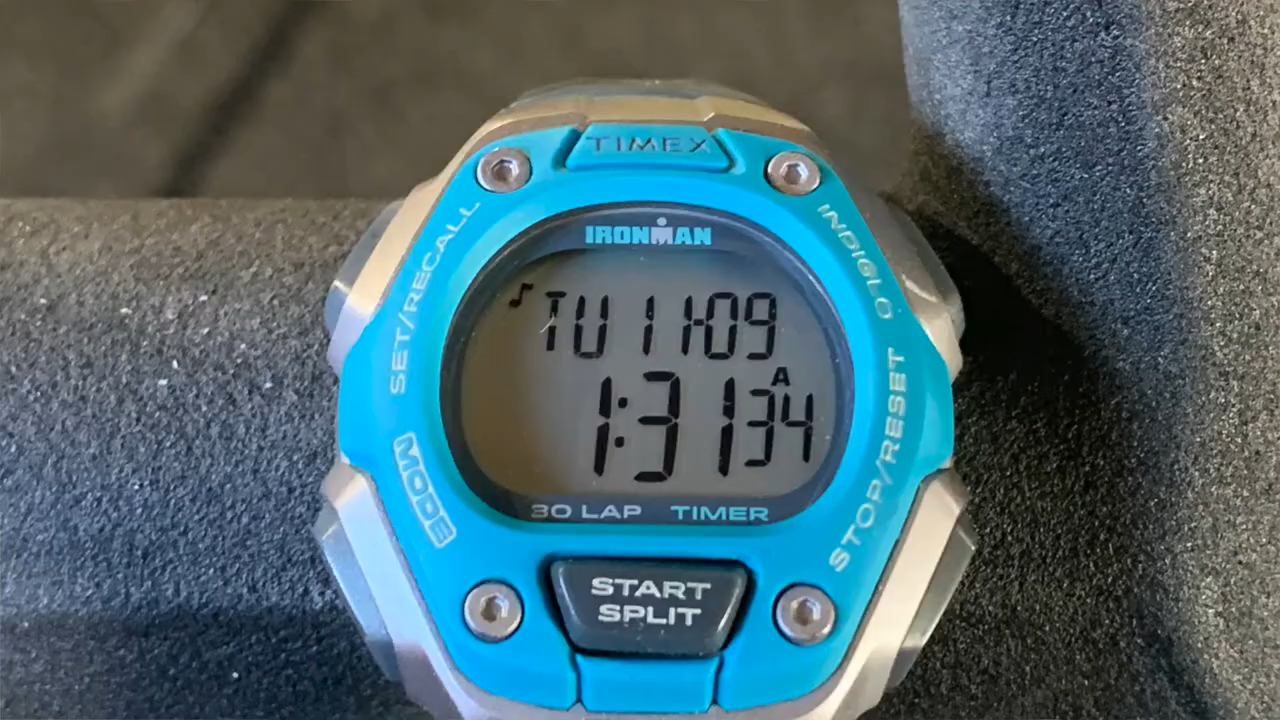 TIMEX
SET/RECALL
INDIGLO
IRONMAN
TU 11-09
A
1:31 34
MODE
STOP/RESET
30 LAP TIMER
START
SPLIT